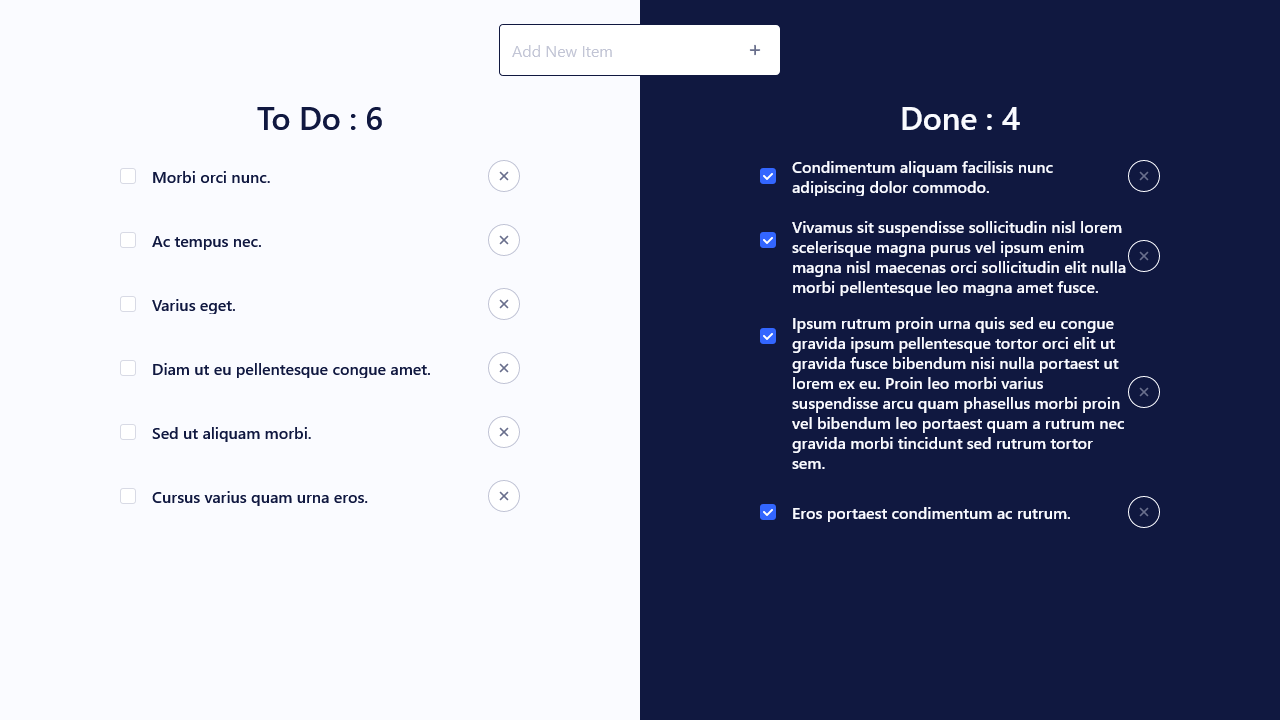 Add New Item
To Do : 6
Morbi orci nunc.
Ac tempus nec.
Varius eget.
Diam ut eu pellentesque congue amet.
Sed ut aliquam morbi.
Cursus varius quam urna eros.
Done : 4
Condimentum aliquam facilisis nunc
adipiscing dolor commodo.
Vivamus sit suspendisse sollicitudin nisl lorem
scelerisque magna purus vel ipsum enim
magna nisl maecenas orci sollicitudin elit nulla
morbi pellentesque leo magna amet fusce.
Ipsum rutrum proin urna quis sed eu congue
gravida ipsum pellentesque tortor orci elit ut
gravida fusce bibendum nisi nulla portaest ut
lorem ex eu. Proin leo morbi varius
suspendisse arcu quam phasellus morbi proin
vel bibendum leo portaest quam a rutrum nec
gravida morbi tincidunt sed rutrum tortor
sem.
Eros portaest condimentum ac rutrum.